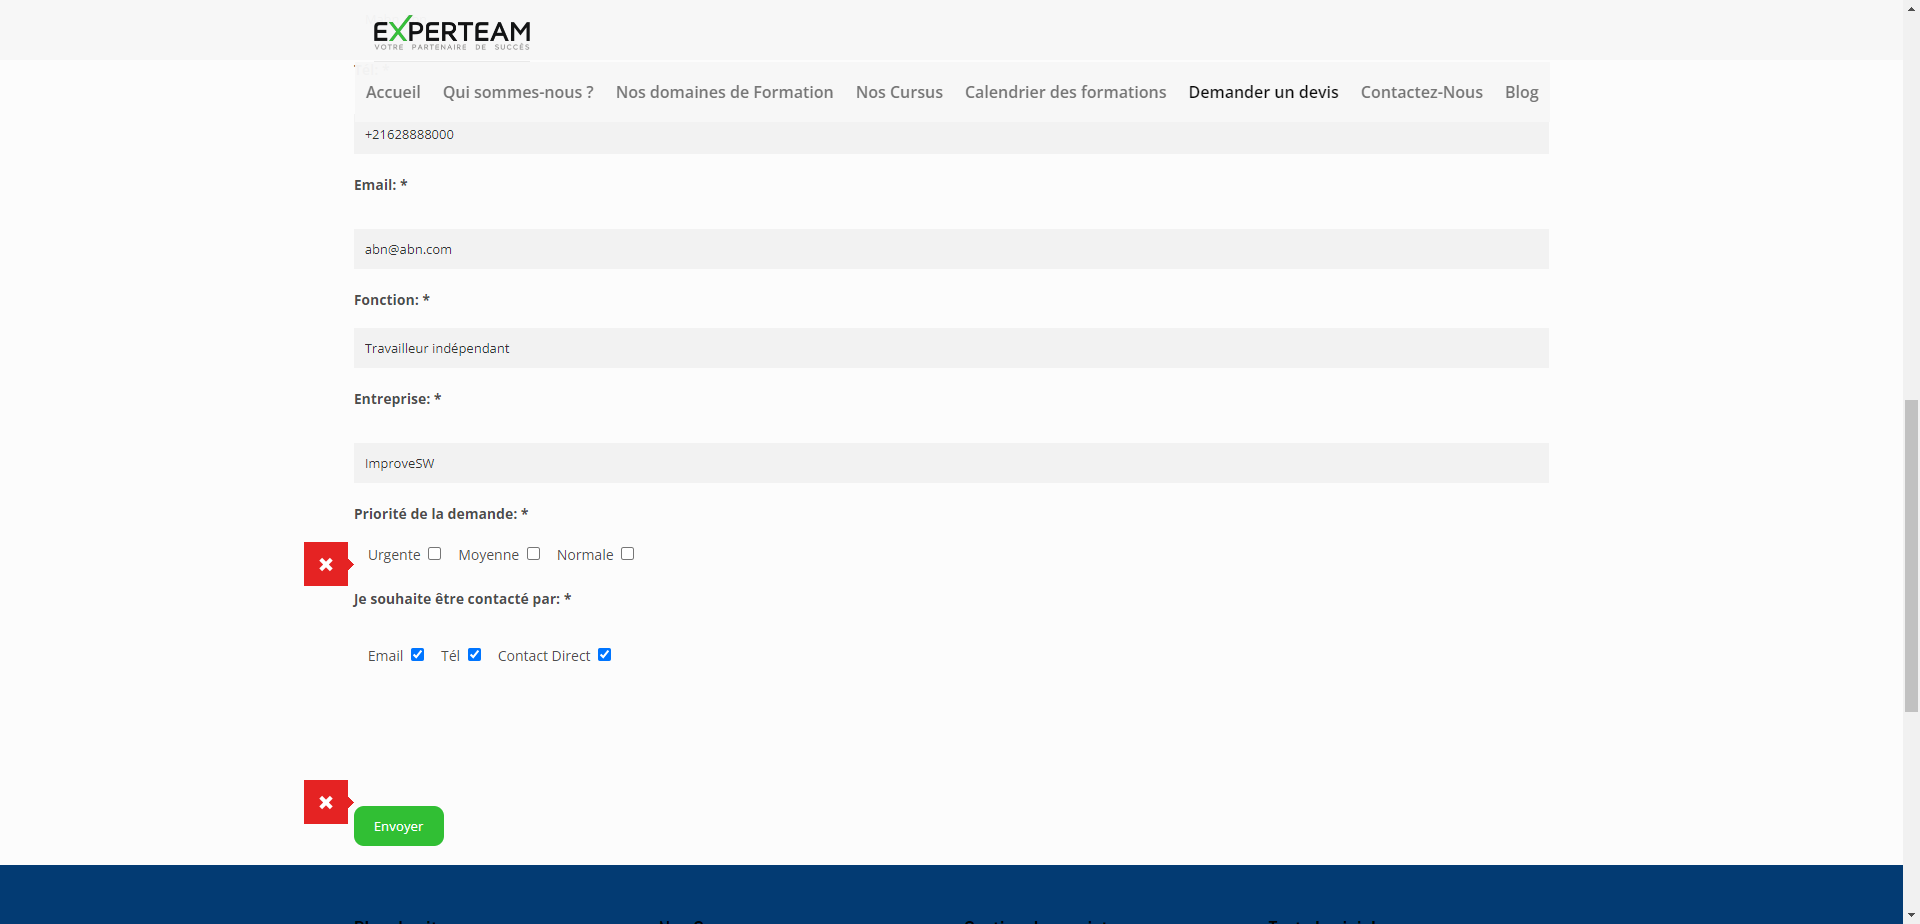 EXPERTEAM
VOTRE PARTENAIRE DE SUCCÈS
Accueil Qui sommes-nous ? Nos domaines de Formation Nos Cursus Calendrier des formations Demander un devis Contactez-Nous Blog
+21628888000
Email: *
abn@abn.com
Fonction: *
Travailleur indépendant
Entreprise: *
ImproveSW
Priorité de la demande: *
Urgente Moyenne Normale
Je souhaite être contacté par: *
Email Tél Contact Direct
Envoyer